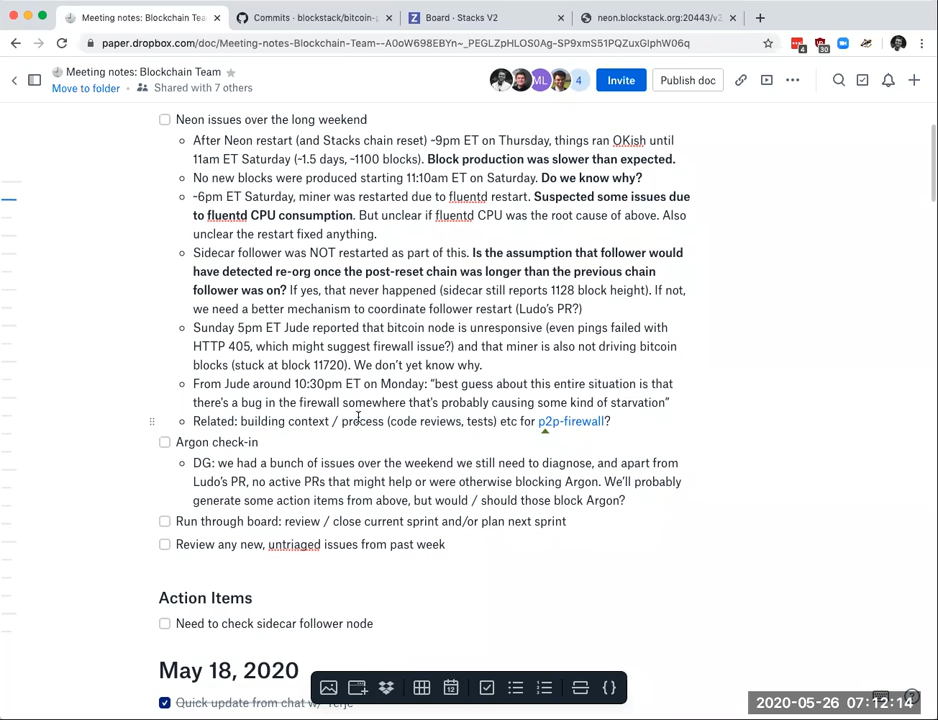 Meeting notes: Blockchain Tea
Commits · blockstack/bitcoin-
Board · Stacks V2
neon.blockstack.org:20443/v2
paper.dropbox.com/doc/Meeting-notes-Blockchain-Team--A0oW698EBYn~_PEGLZpHLOS0Ag-SP9xmS51PQZuxGlphW06q
4
30
Meeting notes: Blockchain Team
Move to folder · Shared with 7 others
ML
4
Invite
Publish doc
Neon issues over the long weekend
After Neon restart (and Stacks chain reset) ~9pm ET on Thursday, things ran OKish until
11am ET Saturday (~1.5 days, ~1100 blocks). Block production was slower than expected.
No new blocks were produced starting 11:10am ET on Saturday. Do we know why?
~6pm ET Saturday, miner was restarted due to fluentd restart. Suspected some issues due
to fluentd CPU consumption. But unclear if fluentd CPU was the root cause of above. Also
unclear the restart fixed anything.
Sidecar follower was NOT restarted as part of this. Is the assumption that follower would
have detected re-org once the post-reset chain was longer than the previous chain
follower was on? If yes, that never happened (sidecar still reports 1128 block height). If not,
we need a better mechanism to coordinate follower restart (Ludo's PR?)
Sunday 5pm ET Jude reported that bitcoin node is unresponsive (even pings failed with
HTTP 405, which might suggest firewall issue?) and that miner is also not driving bitcoin
blocks (stuck at block 11720). We don't yet know why.
From Jude around 10:30pm ET on Monday: "best guess about this entire situation is that
there's a bug in the firewall somewhere that's probably causing some kind of starvation"
Related: building context / process (code reviews, tests) etc for p2p-firewall?
Argon check-in
DG: we had a bunch of issues over the weekend we still need to diagnose, and apart from
Ludo's PR, no active PRs that might help or were otherwise blocking Argon. We'll probably
generate some action items from above, but would / should those block Argon?
Run through board: review / close current sprint and/or plan next sprint
Review any new, untriaged issues from past week
Action Items
Need to check sidecar follower node
May 18, 2020
Quick update from chat w/ Terje
12
2020-05-26 07:12:14